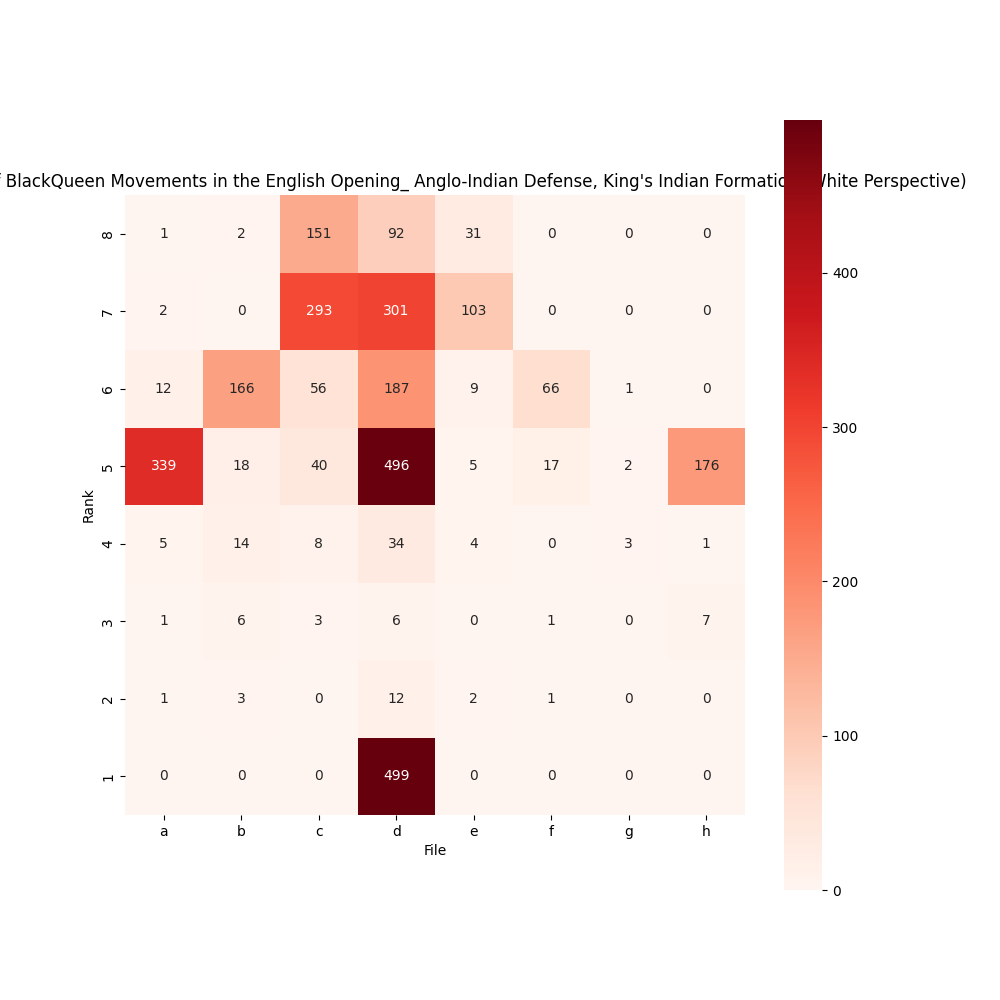 BlackQueen Movements in the English Opening_ Anglo-Indian Defense, King's Indian Formation White Perspective)
8 1 2 151 92 31 0 0 0
7 2 0 293 301 103 0 0 0
6 12 166 56 187 9 66 1 0
5 339 18 40 496 5 17 2 176
Rank
4 5 14 8 34 4 0 3 1
3 1 6 3 6 0 1 0 7
2 1 3 0 12 2 1 0 0
1 0 0 0 499 0 0 0 0
a b c d e f g h
File
400
300
200
100
0